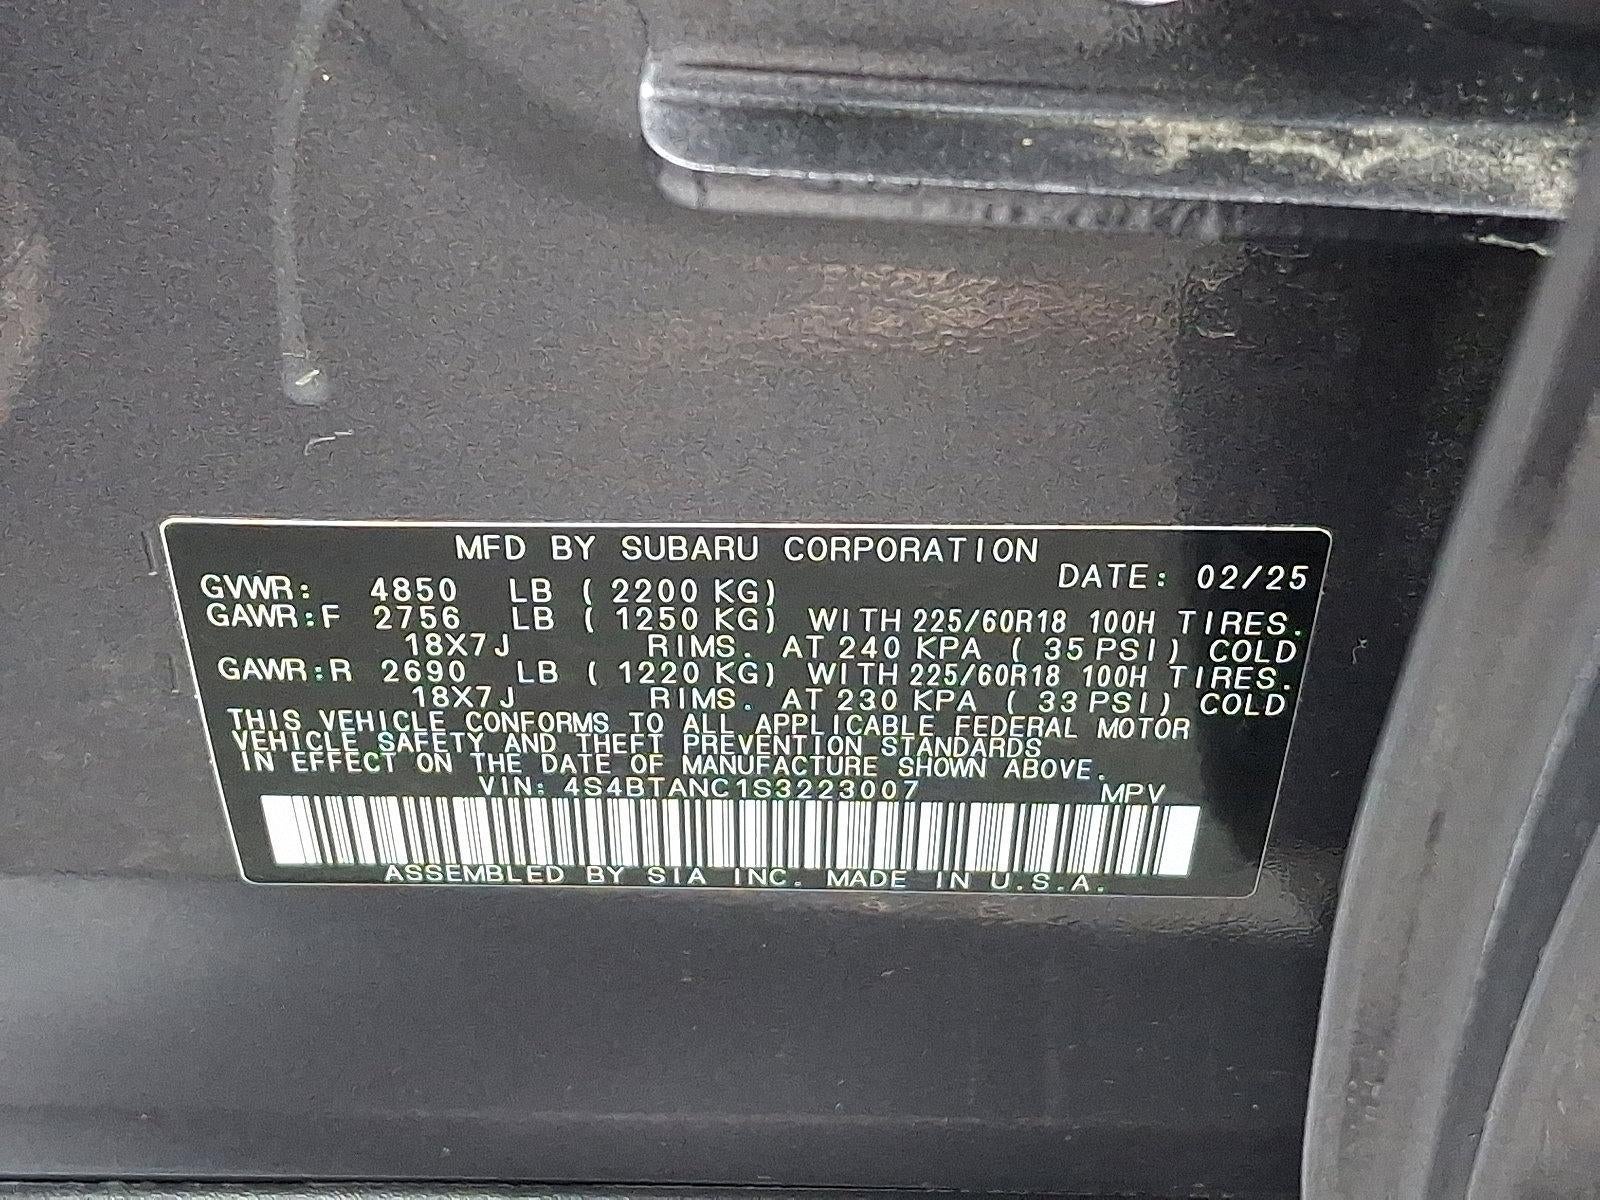 MFD BY SUBARU CORPORATION
DATE: 02/25
GVWR: 4850 LB ( 2200 KG)
GAWR:F 2756 LB ( 1250 KG) WITH 225/60R18 100H TIRES.
18X7J RIMS. AT 240 KPA ( 35 PSI) COLD
GAWR:R 2690 LB ( 1220 KG) WITH 225/60R18 100H TIRES.
18X7J RIMS. AT 230 KPA ( 33 PSI) COLD
THIS VEHICLE CONFORMS TO ALL APPLICABLE FEDERAL MOTOR
VEHICLE SAFETY AND THEFT PREVENTION STANDARDS
IN EFFECT ON THE DATE OF MANUFACTURE SHOWN ABOVE.
VIN: 4S4BTANC1S3223007 MPV
ASSEMBLED BY SIA INC. MADE IN U.S.A.